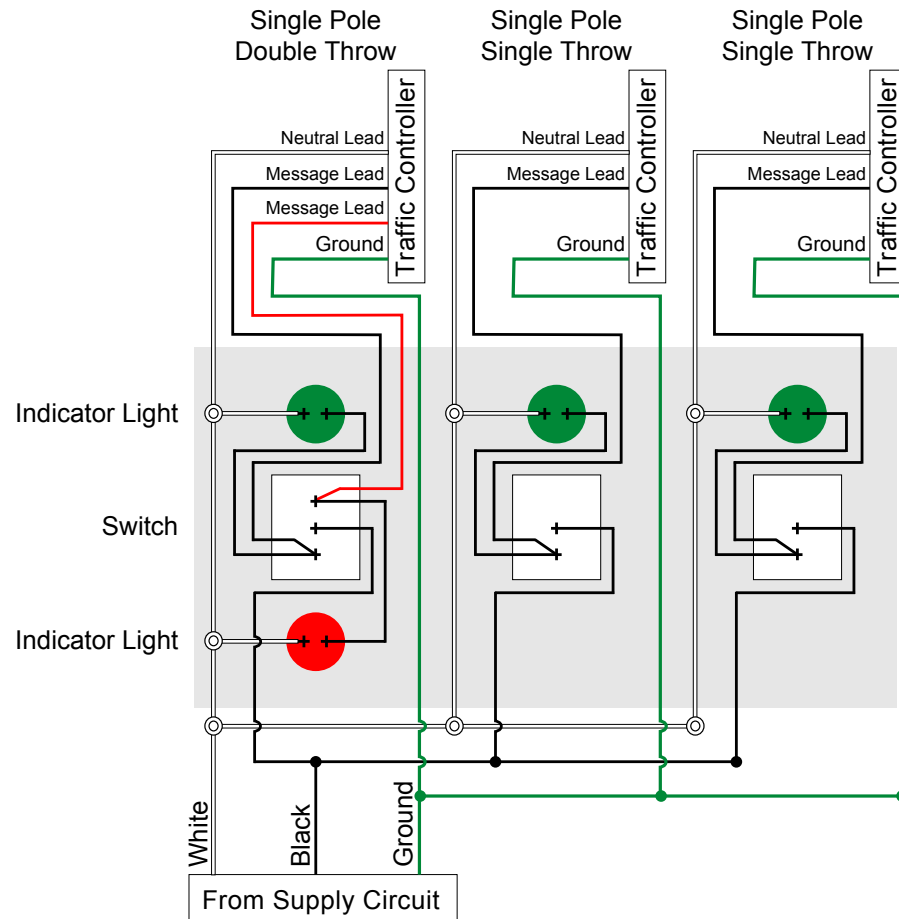 Single Pole
Double Throw
Single Pole
Single Throw
Single Pole
Single Throw
Traffic Controller
Neutral Lead
Message Lead
Message Lead
Ground
Traffic Controller
Neutral Lead
Message Lead
Ground
Traffic Controller
Neutral Lead
Message Lead
Ground
Indicator Light
Switch
Indicator Light
White
Black
Ground
From Supply Circuit